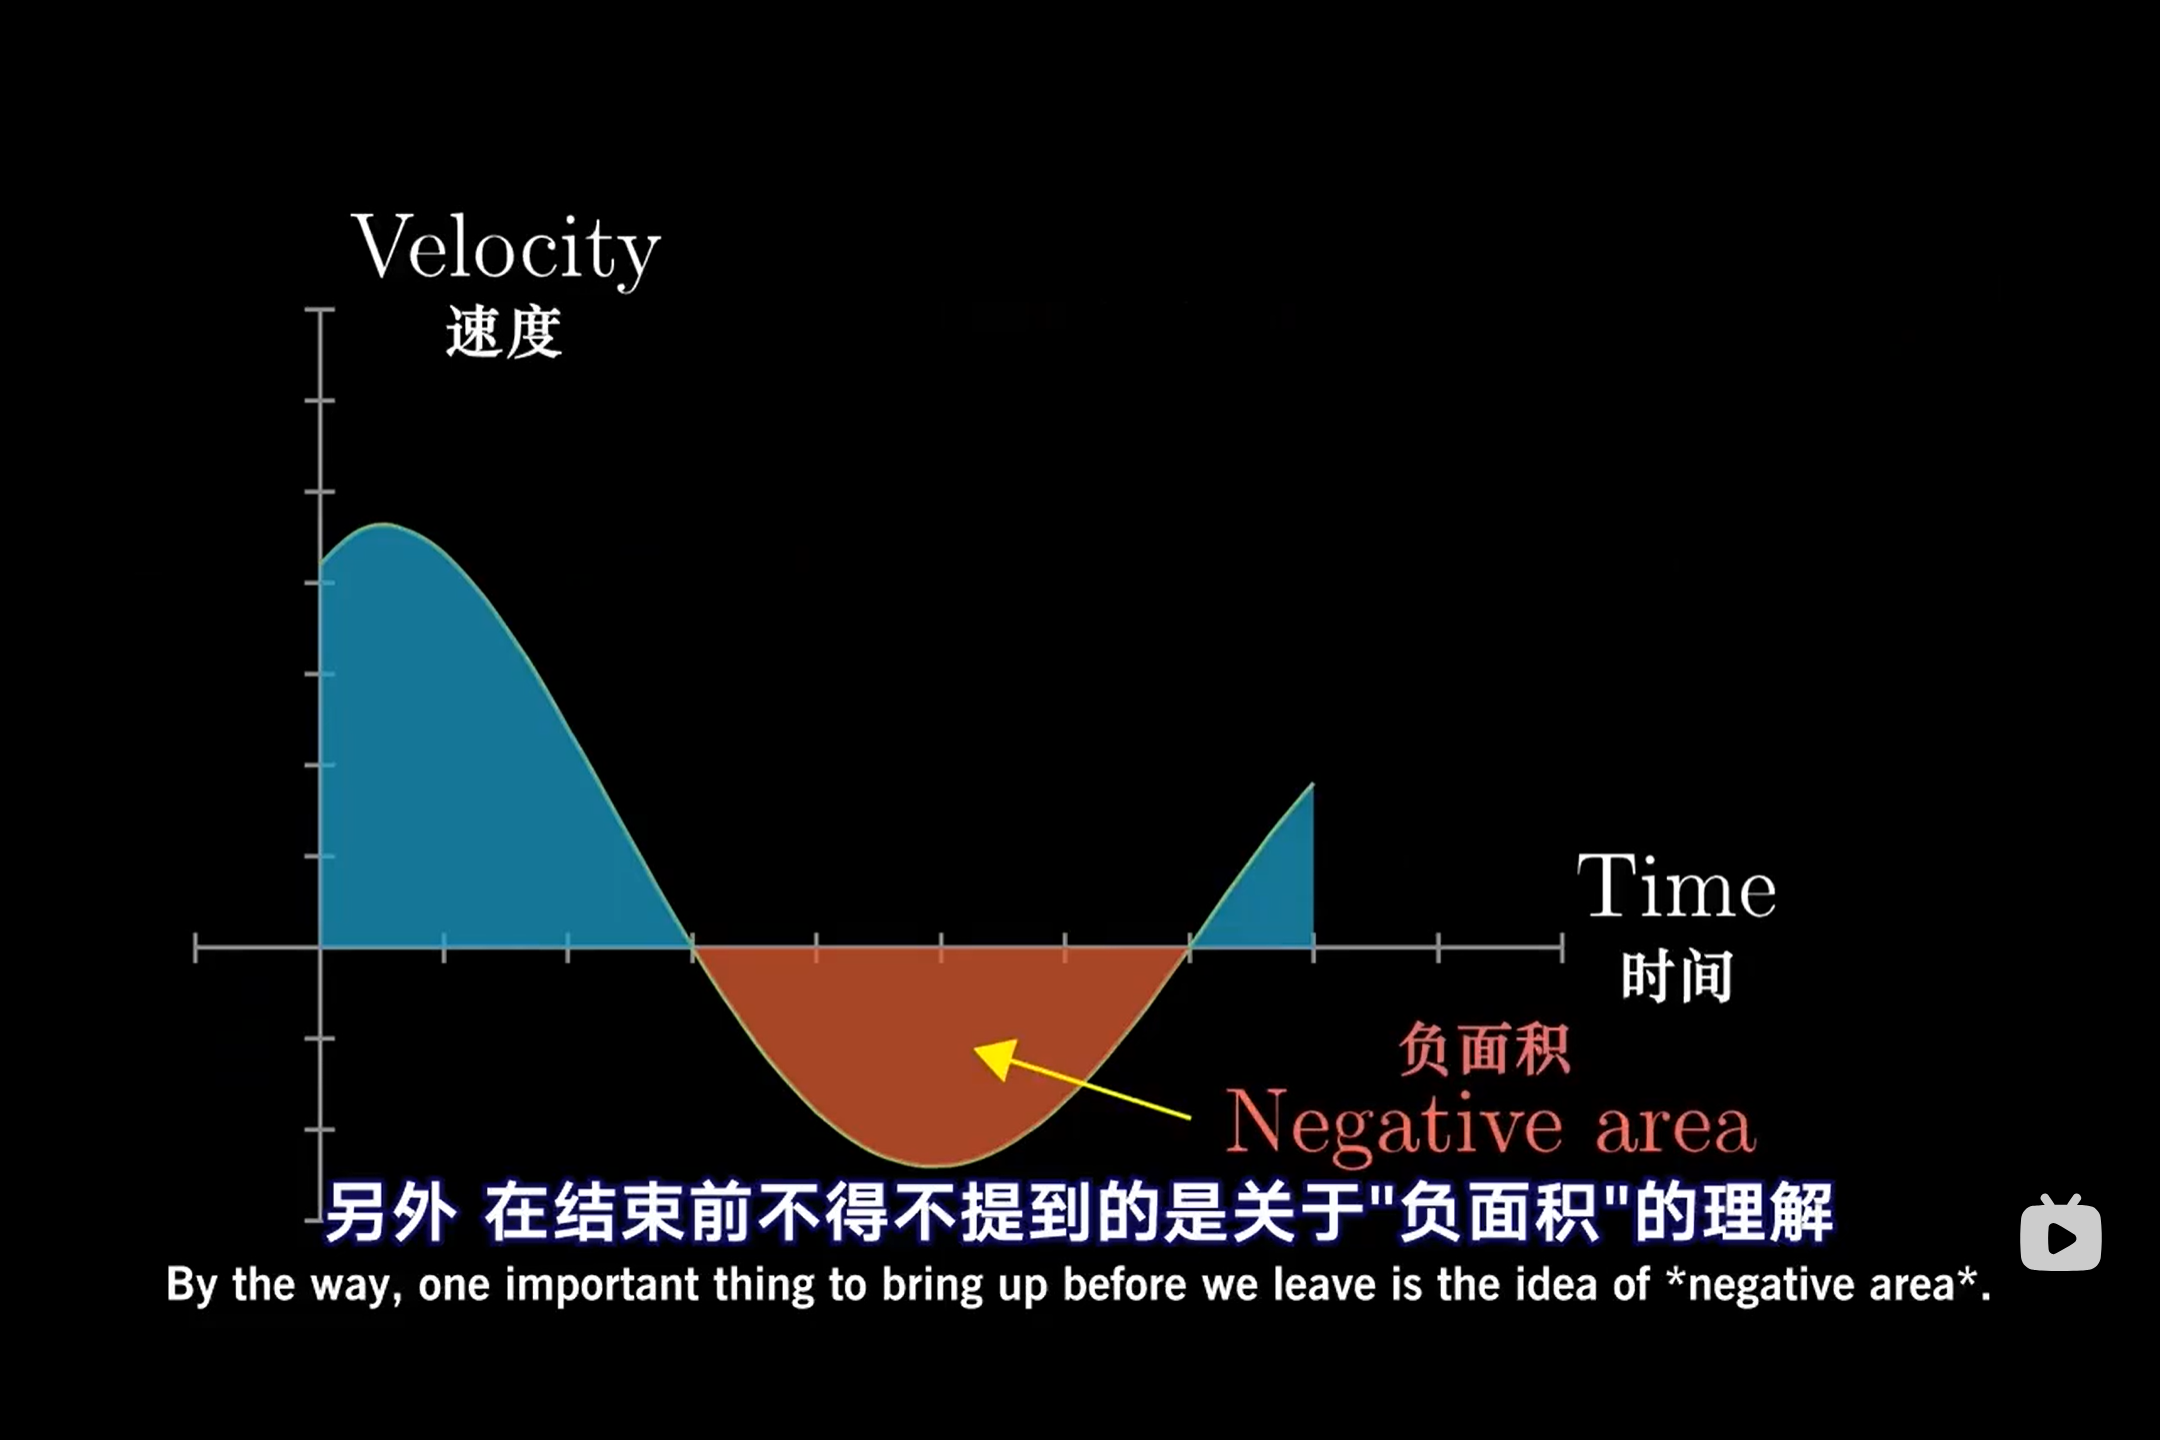 Velocity
速度
Time
时间
负面积
Negative area
另外 在结束前不得不提到的是关于"负面积"的理解
By the way, one important thing to bring up before we leave is the idea of *negative area*.